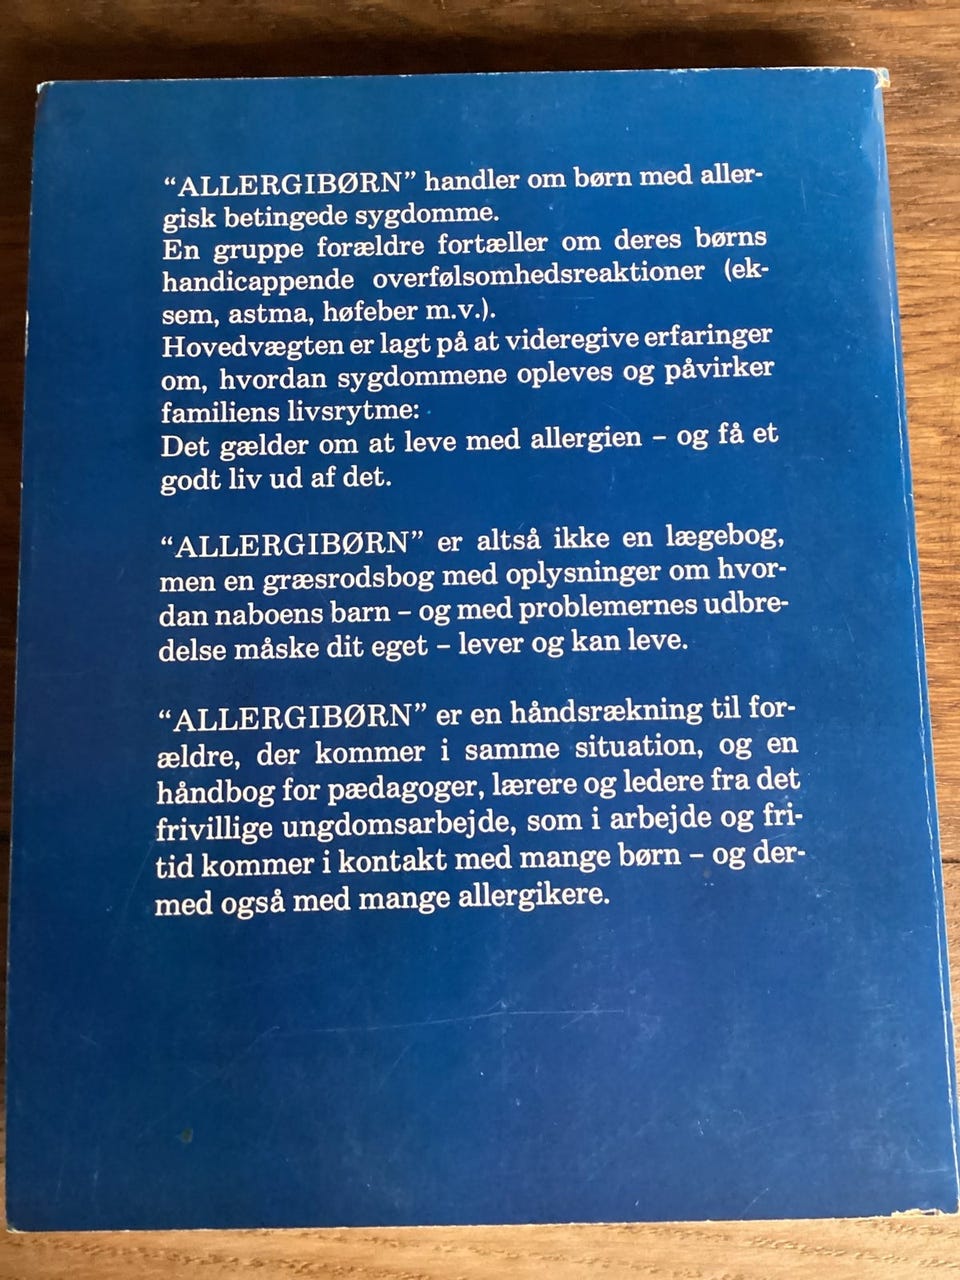 “ALLERGIBØRN” handler om børn med aller-
gisk betingede sygdomme.
En gruppe forældre fortæller om deres børns
handicappende overfølsomhedsreaktioner (ek-
sem, astma, høfeber m.v.).
Hovedvægten er lagt på at videregive erfaringer
om, hvordan sygdommene opleves og påvirker
familiens livsrytme:
Det gælder om at leve med allergien – og få et
godt liv ud af det.
“ALLERGIBØRN” er altså ikke en lægebog,
men en græsrodsbog med oplysninger om hvor-
dan naboens barn – og med problemernes udbre-
delse måske dit eget – lever og kan leve.
“ALLERGIBØRN” er en håndsrækning til for-
ældre, der kommer i samme situation, og en
håndbog for pædagoger, lærere og ledere fra det
frivillige ungdomsarbejde, som i arbejde og fri-
tid kommer i kontakt med mange børn – og der-
med også med mange allergikere.